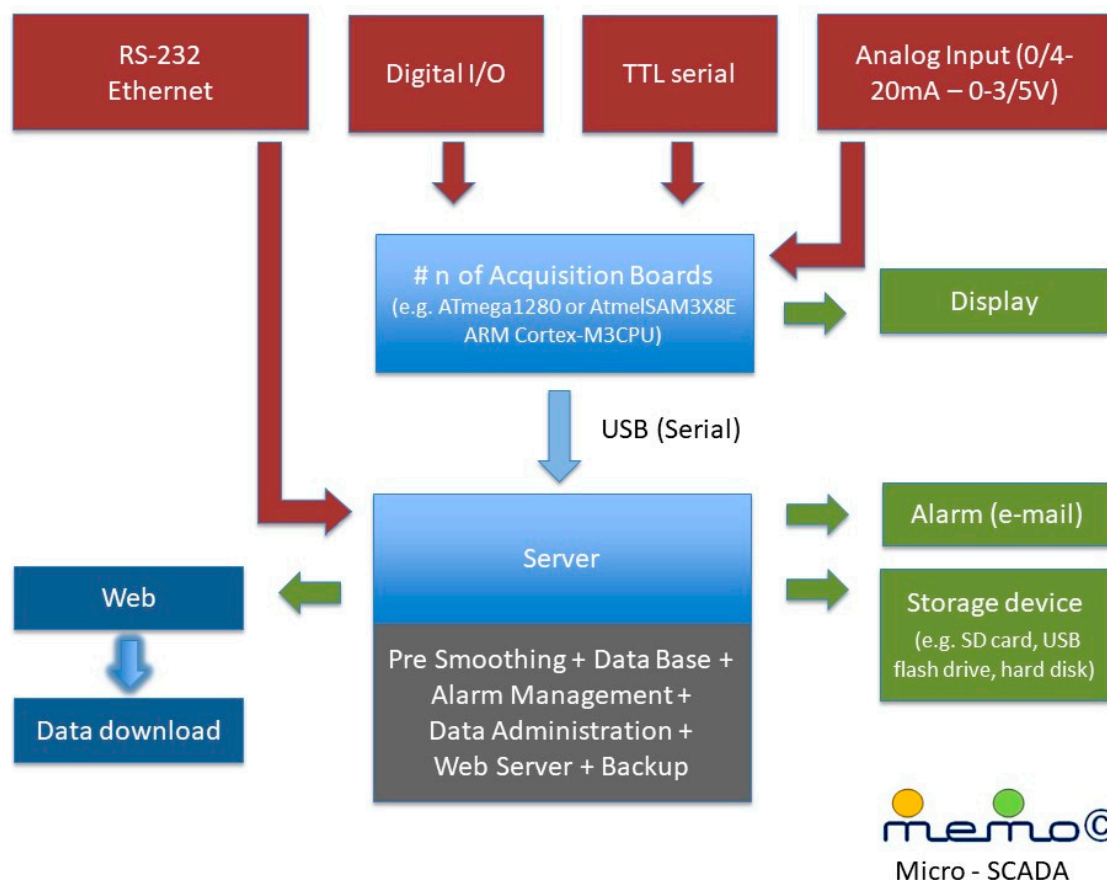 RS-232
Ethernet
Digital I/O
TTL serial
Analog Input (0/4-
20mA – 0-3/5V)
# n of Acquisition Boards
(e.g. ATmega1280 or AtmelSAM3X8E
ARM Cortex-M3CPU)
Display
USB (Serial)
Server
Alarm (e-mail)
Web
Storage device
(e.g. SD card, USB
flash drive, hard disk)
Pre Smoothing + Data Base +
Alarm Management +
Data Administration +
Web Server + Backup
Data download
memo©
Micro - SCADA